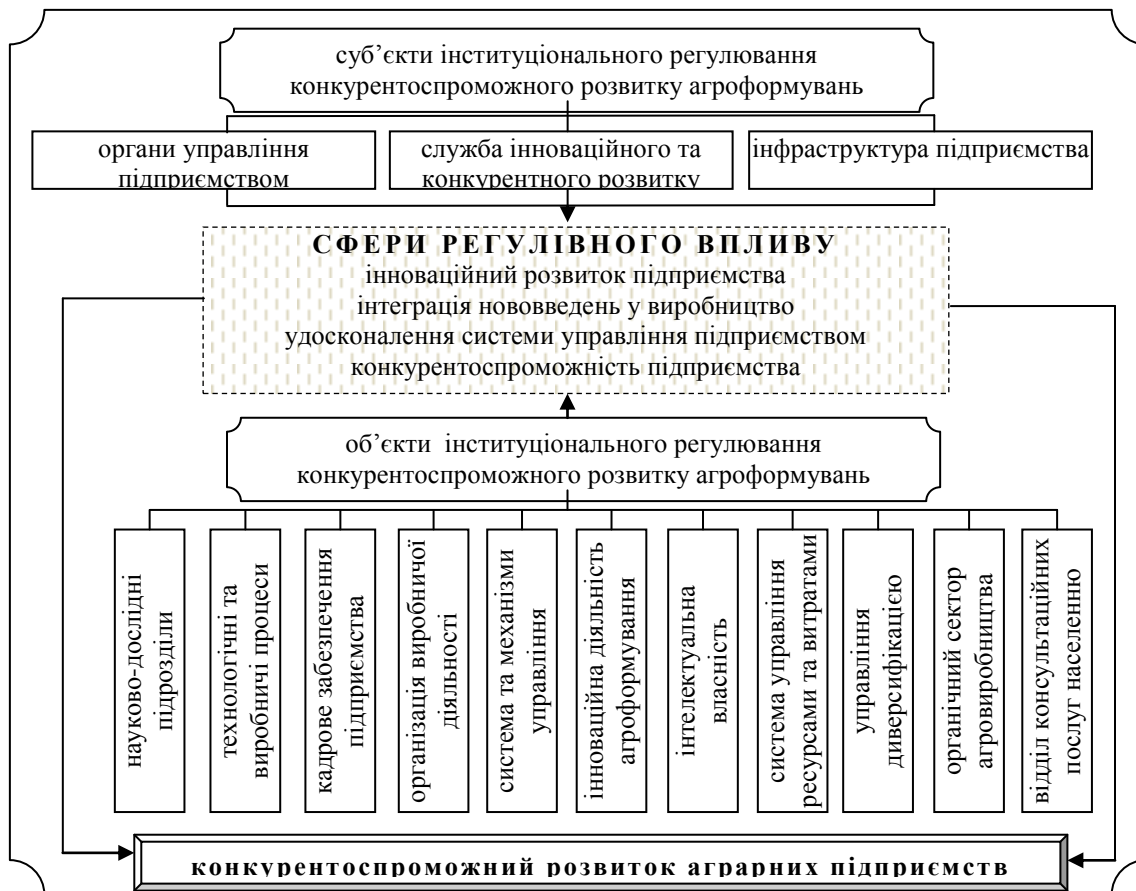 суб’єкти інституціонального регулювання
конкурентоспроможного розвитку агроформувань
органи управління
підприємством
служба інноваційного та
конкурентного розвитку
інфраструктура підприємства
СФЕРИ РЕГУЛІВНОГО ВПЛИВУ
інноваційний розвиток підприємства
інтеграція нововведень у виробництво
удосконалення системи управління підприємством
конкурентоспроможність підприємства
об’єкти інституціонального регулювання
конкурентоспроможного розвитку агроформувань
науково-дослідні
підрозділи
технологічні та
виробничі процеси
кадрове забезпечення
підприємства
організація виробничої
діяльності
система та механізми
управління
інноваційна діяльність
агроформування
інтелектуальна
власність
система управління
ресурсами та витратами
управління
диверсифікацією
органічний сектор
агровиробництва
відділ консультаційних
послуг населенню
конкурентоспроможний розвиток аграрних підприємств